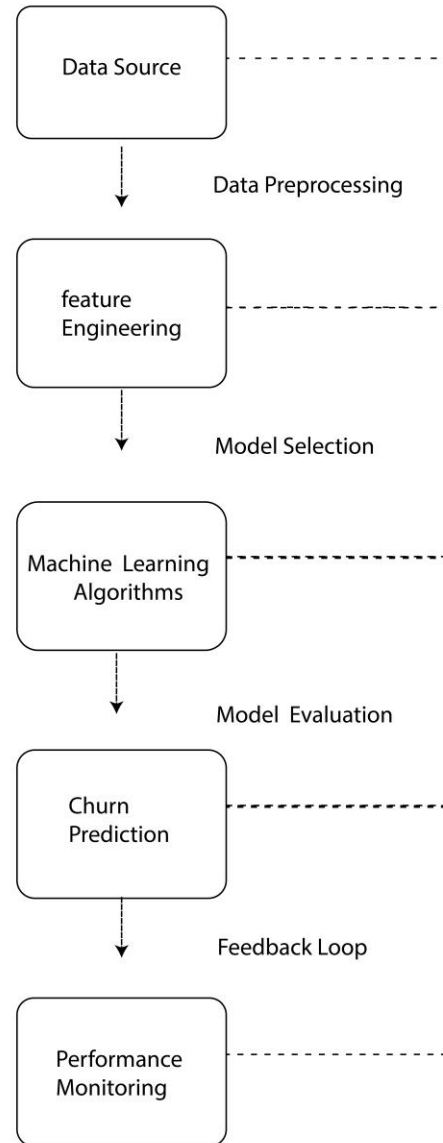 Data Source
Data Preprocessing
feature
Engineering
Model Selection
Machine Learning
Algorithms
Model Evaluation
Churn
Prediction
Feedback Loop
Performance
Monitoring